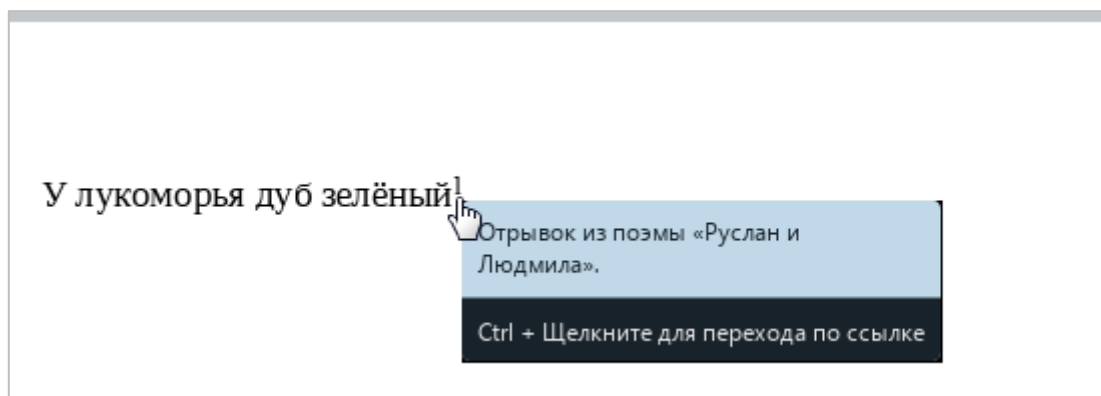 У лукоморья дуб зелёный1
Отрывок из поэмы «Руслан и
Людмила».
Ctrl + Щелкните для перехода по ссылке